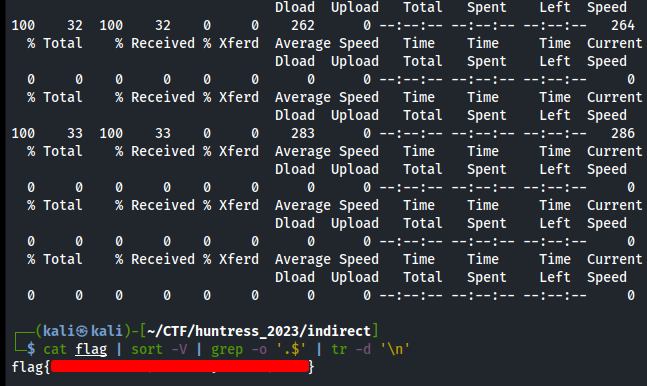 Dload Upload Total Spent Left Speed
100 32 100 32 0 0 262 0 --:--:-- --:--:-- --:--:-- 264
% Total % Received % Xferd Average Speed Time Time Time Current
Dload Upload Total Spent Left Speed
0 0 0 0 0 0 0 0 --:--:-- --:--:-- --:--:-- 0
% Total % Received % Xferd Average Speed Time Time Time Current
Dload Upload Total Spent Left Speed
100 33 100 33 0 0 283 0 --:--:-- --:--:-- --:--:-- 286
% Total % Received % Xferd Average Speed Time Time Time Current
Dload Upload Total Spent Left Speed
0 0 0 0 0 0 0 0 --:--:-- --:--:-- --:--:-- 0
% Total % Received % Xferd Average Speed Time Time Time Current
Dload Upload Total Spent Left Speed
0 0 0 0 0 0 0 0 --:--:-- --:--:-- --:--:-- 0
% Total % Received % Xferd Average Speed Time Time Time Current
Dload Upload Total Spent Left Speed
0 0 0 0 0 0 0 0 --:--:-- --:--:-- --:--:-- 0
┌──(kali㉿kali)-[~/CTF/huntress_2023/indirect]
└─$ cat flag | sort -V | grep -o '.$' | tr -d '\n'
flag{ }